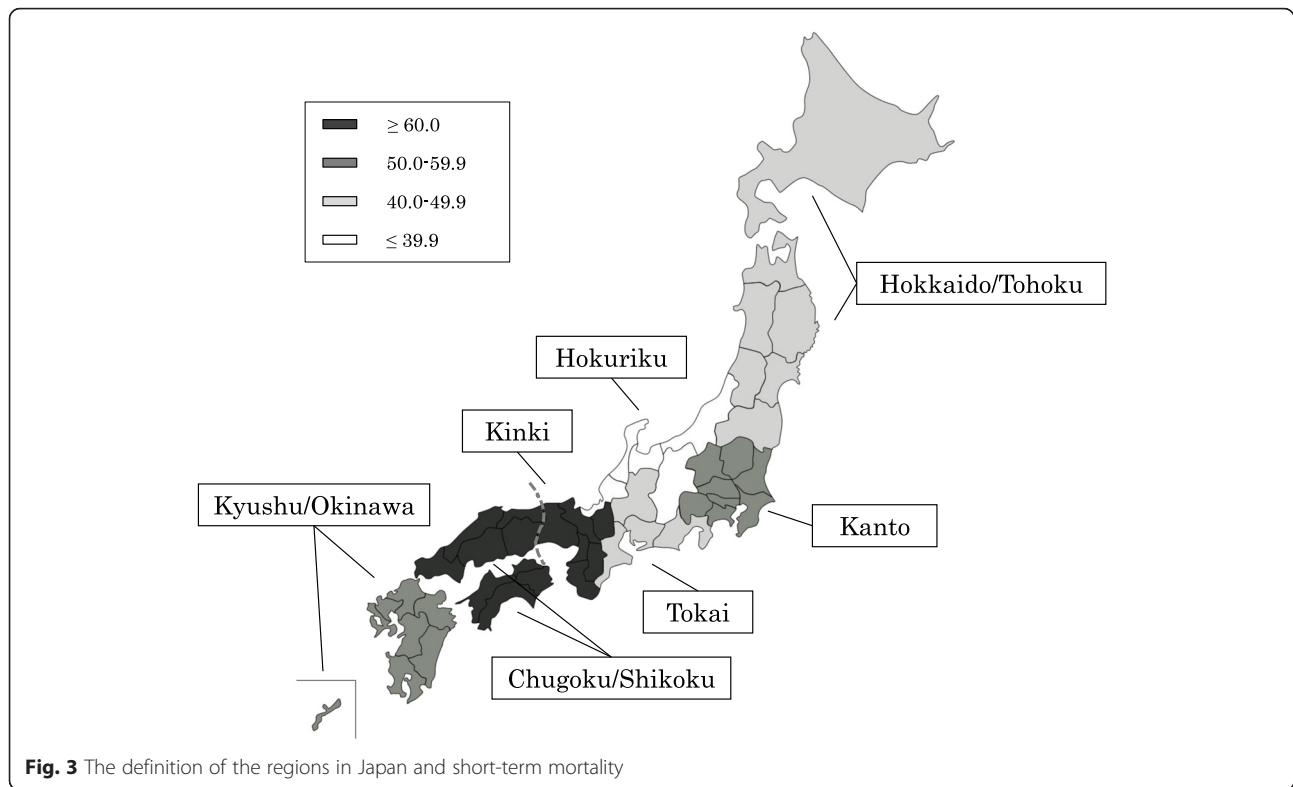 ≥ 60.0
50.0-59.9
40.0-49.9
≤ 39.9
Hokkaido/Tohoku
Hokuriku
Kinki
Kyushu/Okinawa
Kanto
Tokai
Chugoku/Shikoku
Fig. 3 The definition of the regions in Japan and short-term mortality